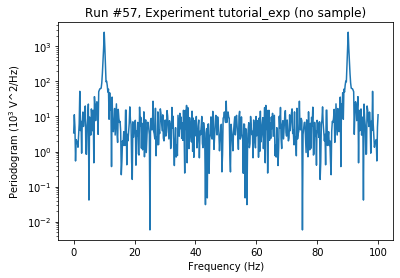 Run #57, Experiment tutorial_exp (no sample)
Periodogram (10³ V^2/Hz)
10³
10²
10¹
10⁰
10⁻¹
10⁻²
0 20 40 60 80 100
Frequency (Hz)